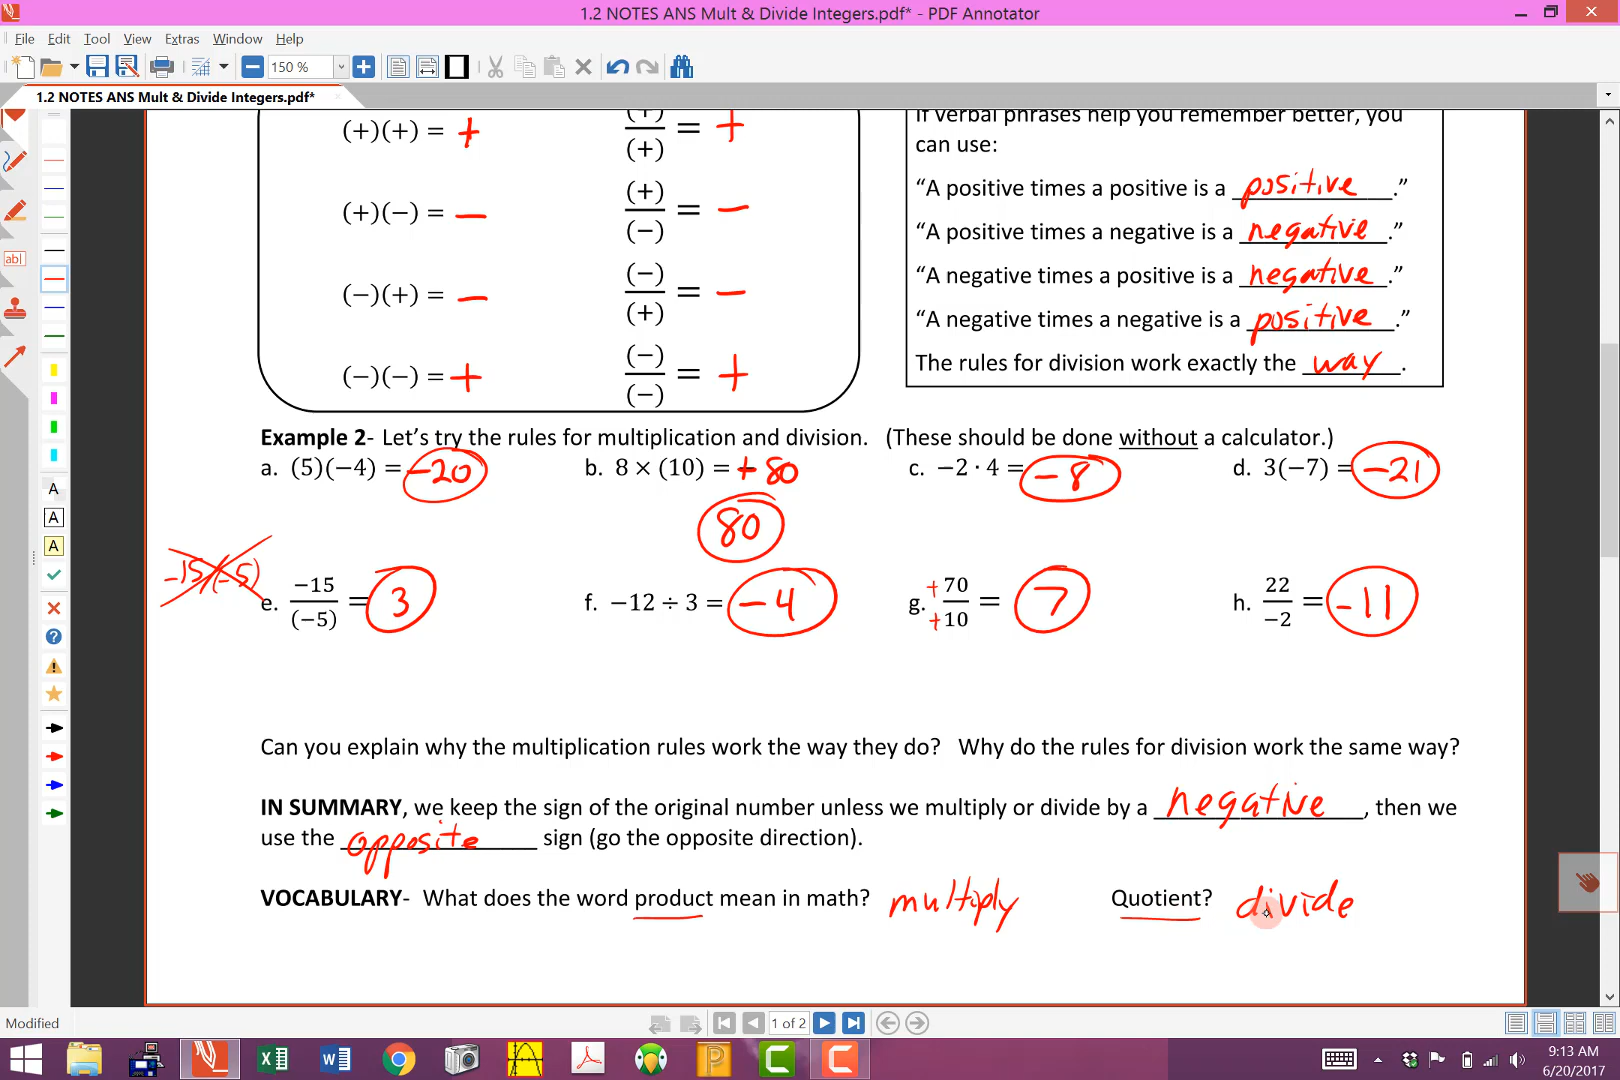 1.2 NOTES ANS Mult & Divide Integers.pdf* - PDF Annotator
File Edit Tool View Extras Window Help
150 %
1.2 NOTES ANS Mult & Divide Integers.pdf*
(+)(+) = +
(+)/(+) = +
(+)(−) = −
(+)/(−) = −
(−)(+) = −
(−)/(+) = −
(−)(−) = +
(−)/(−) = +
If verbal phrases help you remember better, you
can use:
“A positive times a positive is a positive.”
“A positive times a negative is a negative.”
“A negative times a positive is a negative.”
“A negative times a negative is a positive.”
The rules for division work exactly the way.
Example 2- Let’s try the rules for multiplication and division. (These should be done without a calculator.)
a. (5)(−4) = −20 b. 8 × (10) = +80 c. −2 · 4 = −8 d. 3(−7) = −21
80
−15/(−5)
e. −15/(−5) = 3 f. −12 ÷ 3 = −4 g. +70/+10 = 7 h. 22/−2 = −11
Can you explain why the multiplication rules work the way they do? Why do the rules for division work the same way?
IN SUMMARY, we keep the sign of the original number unless we multiply or divide by a negative, then we
use the opposite sign (go the opposite direction).
VOCABULARY- What does the word product mean in math? multiply Quotient? divide
Modified
1 of 2
9:13 AM
6/20/2017